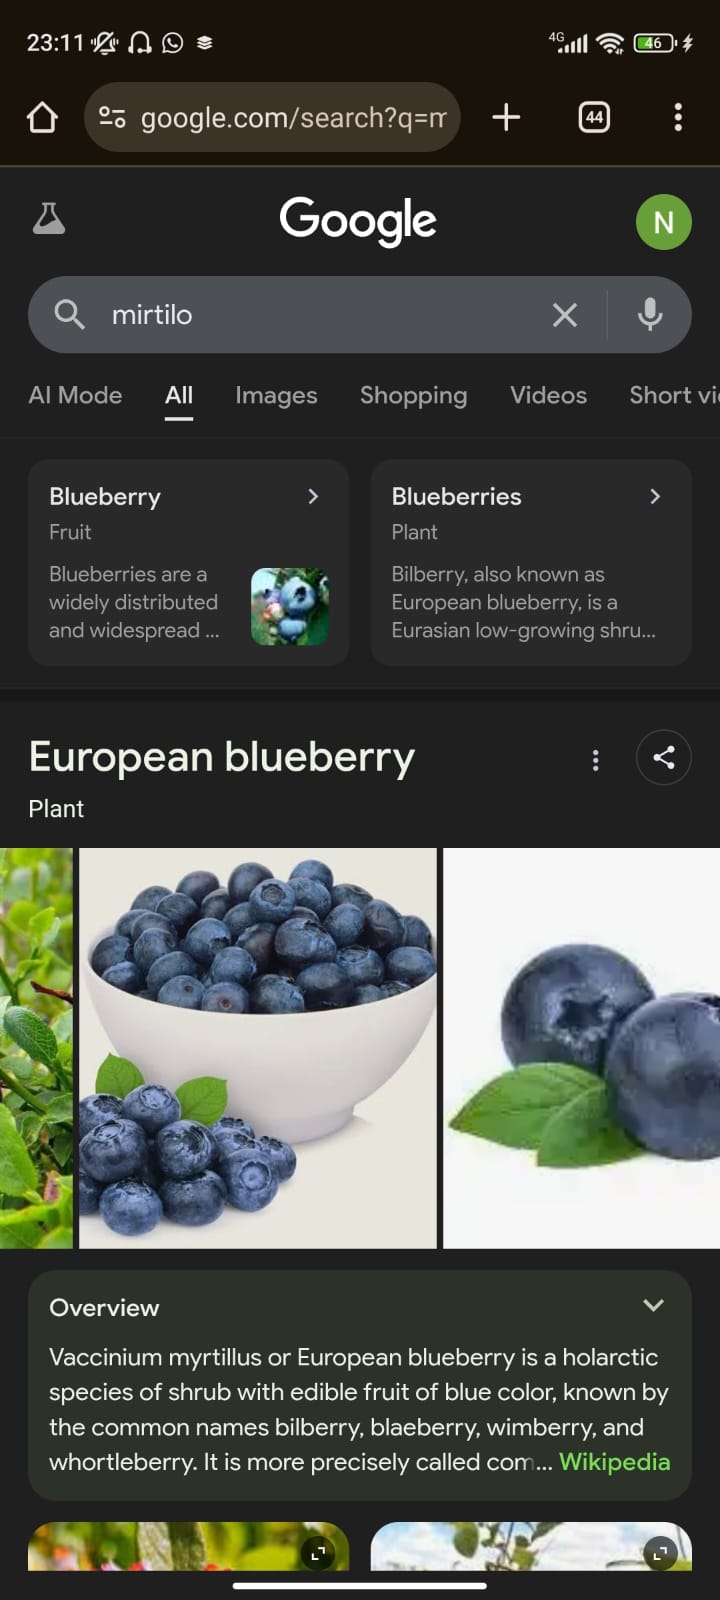 23:11
4G
46
google.com/search?q=m
44
Google
N
mirtilo
AI Mode All Images Shopping Videos Short vi
Blueberry
Fruit
Blueberries are a
widely distributed
and widespread ...
Blueberries
Plant
Bilberry, also known as
European blueberry, is a
Eurasian low-growing shru...
European blueberry
Plant
Overview
Vaccinium myrtillus or European blueberry is a holarctic
species of shrub with edible fruit of blue color, known by
the common names bilberry, blaeberry, wimberry, and
whortleberry. It is more precisely called com... Wikipedia